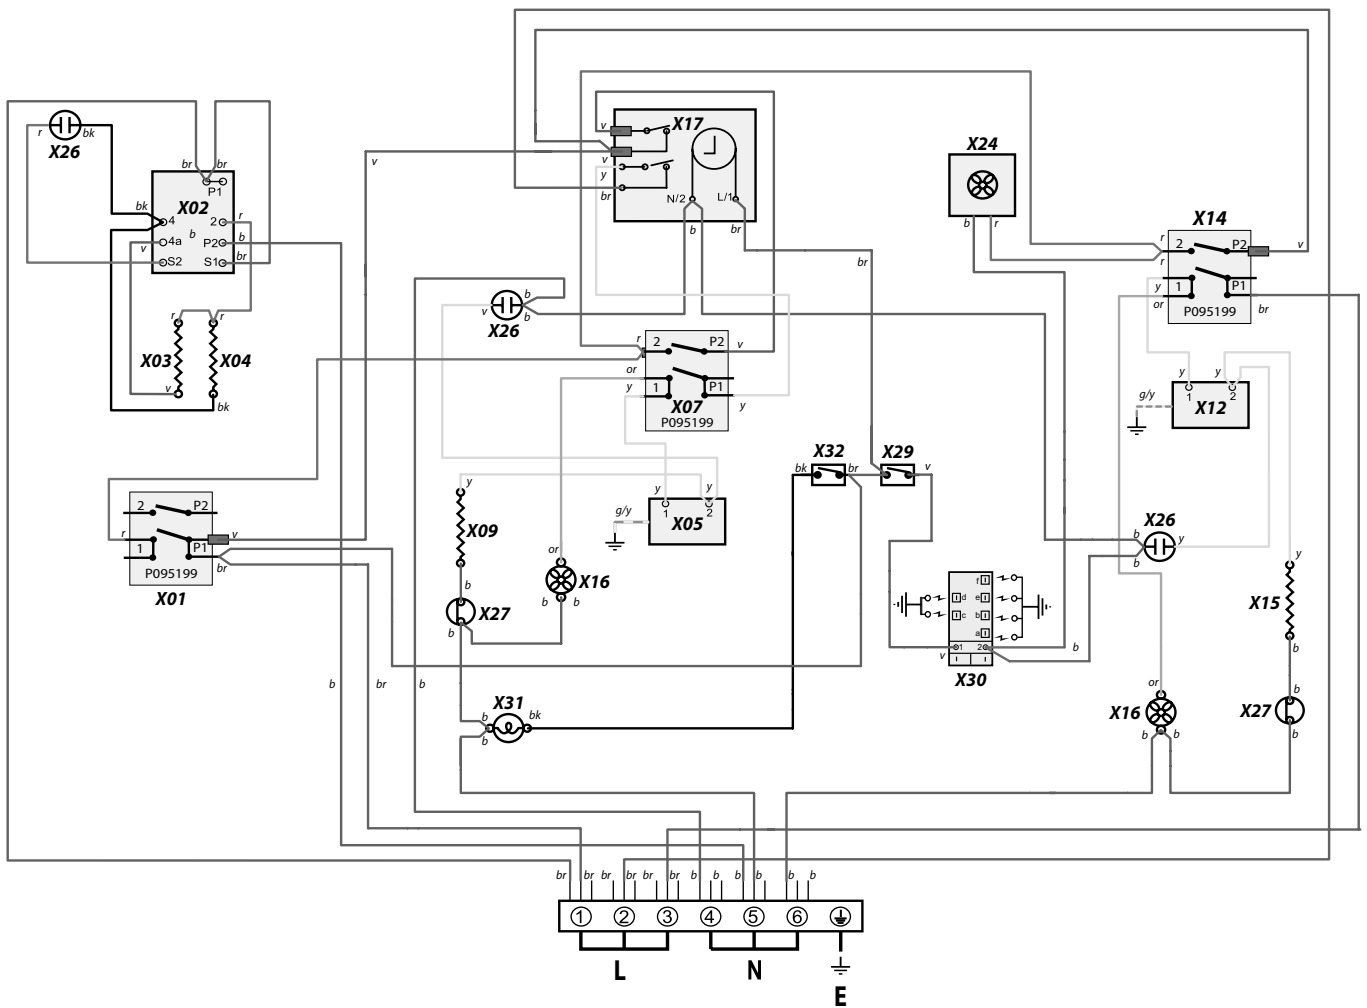 X17
v
v
y
br
N/2
L/1
b
br
X24
b
r
X26
r
bk
br
br
X02
P1
bk
4
2
r
b
v
4a
P2
b
S2
S1
br
v
X14
r
2
P2
v
r
y
1
P1
or
br
P095199
br
r
r
X03
X04
v
bk
b
v
X26
b
r
2
P2
v
or
1
P1
y
y
X07
P095199
y
y
g/y
1
2
X12
X32
X29
bk
br
v
y
y
y
g/y
1
2
X05
X09
2
P2
r
1
P1
v
br
P095199
X01
X26
b
y
b
y
or
X16
b
b
b
X27
b
f
d
e
c
b
a
1
2
v
b
X30
X15
b
b
br
b
X31
b
bk
b
or
X16
b
b
b
X27
b
br
br
br
br
br
br
b
b
b
b
b
b
1
2
3
4
5
6
L
N
E